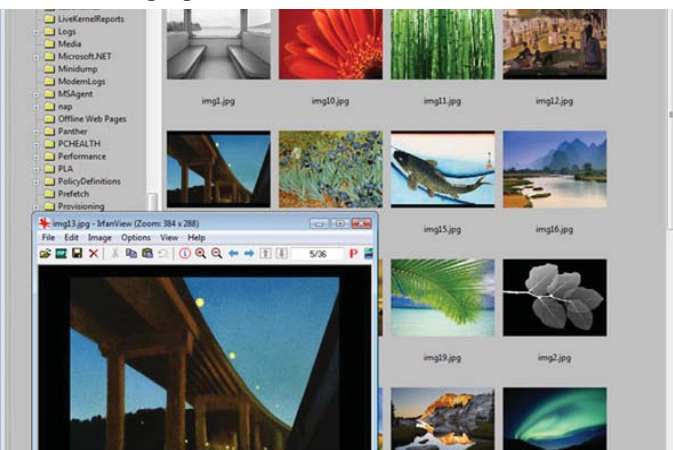 LiveKernelReports
Logs
Media
Microsoft.NET
Minidump
ModemLogs
MSAgent
nap
Offline Web Pages
Panther
PCHEALTH
Performance
PLA
PolicyDefinitions
Prefetch
Provisioning
img1.jpg
img10.jpg
img11.jpg
img12.jpg
img15.jpg
img16.jpg
img19.jpg
img2.jpg
img13.jpg - IrfanView (Zoom: 384 x 288)
File Edit Image Options View Help
5/36
P